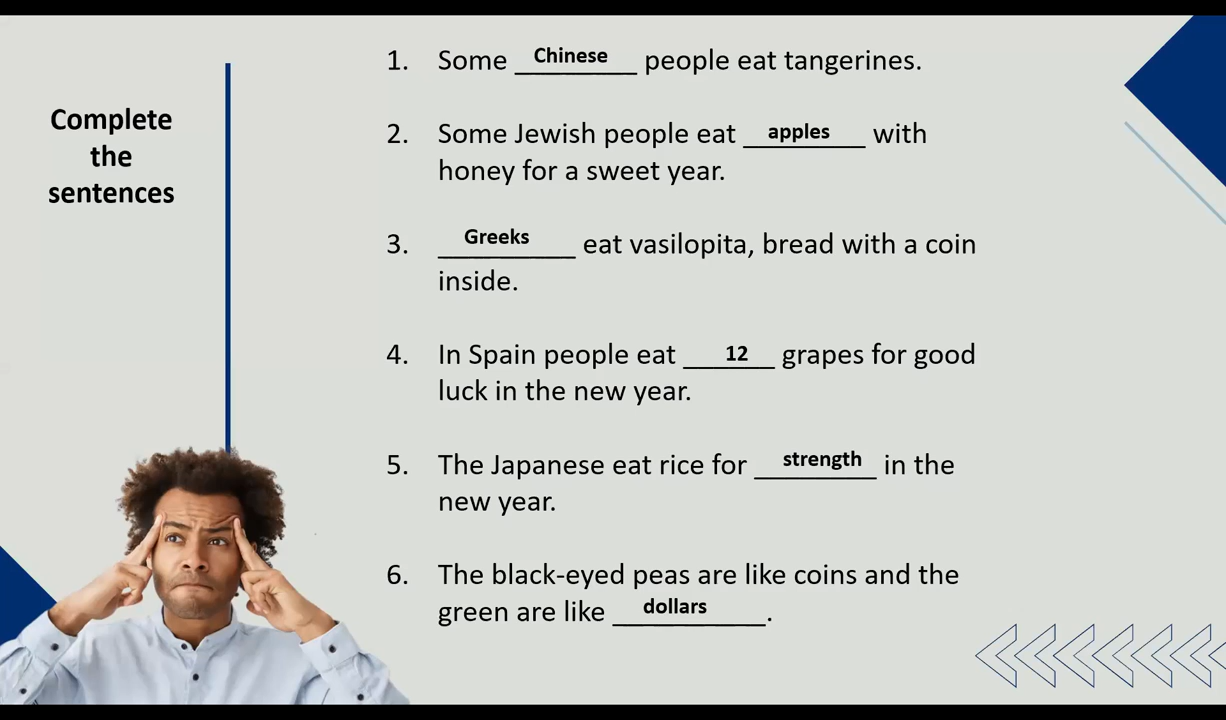 Complete
the
sentences
1. Some Chinese people eat tangerines.
2. Some Jewish people eat apples with
honey for a sweet year.
3. Greeks eat vasilopita, bread with a coin
inside.
4. In Spain people eat 12 grapes for good
luck in the new year.
5. The Japanese eat rice for strength in the
new year.
6. The black-eyed peas are like coins and the
green are like dollars.